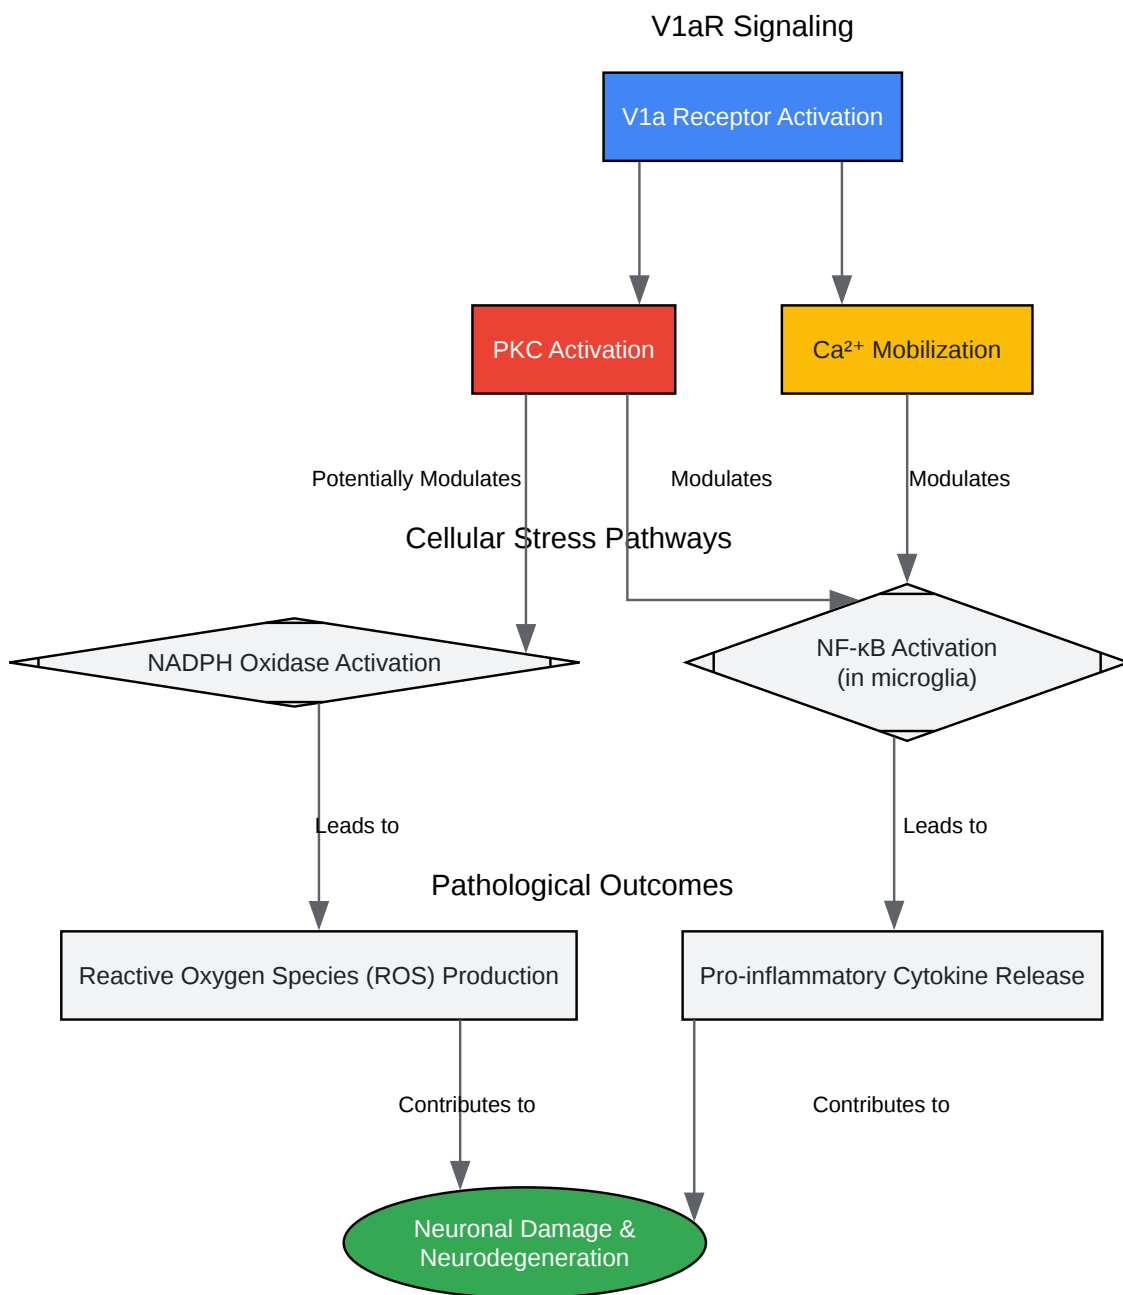 V1aR Signaling
V1a Receptor Activation
PKC Activation
Ca²⁺ Mobilization
Potentially Modulates
Modulates
Modulates
Cellular Stress Pathways
NADPH Oxidase Activation
NF-κB Activation
(in microglia)
Leads to
Leads to
Pathological Outcomes
Reactive Oxygen Species (ROS) Production
Pro-inflammatory Cytokine Release
Contributes to
Contributes to
Neuronal Damage &
Neurodegeneration